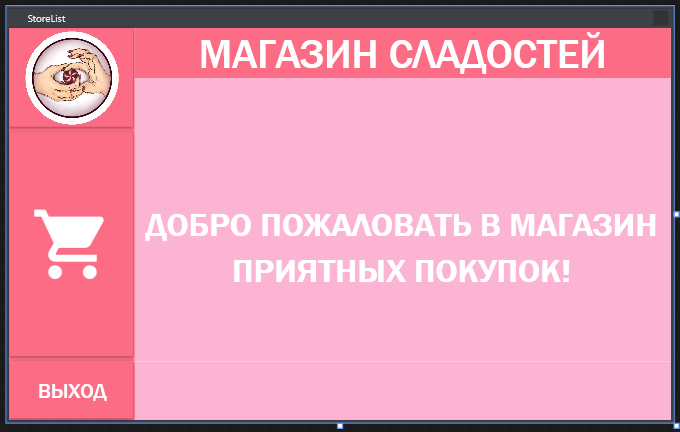 StoreList
МАГАЗИН СЛАДОСТЕЙ
ДОБРО ПОЖАЛОВАТЬ В МАГАЗИН
ПРИЯТНЫХ ПОКУПОК!
ВЫХОД